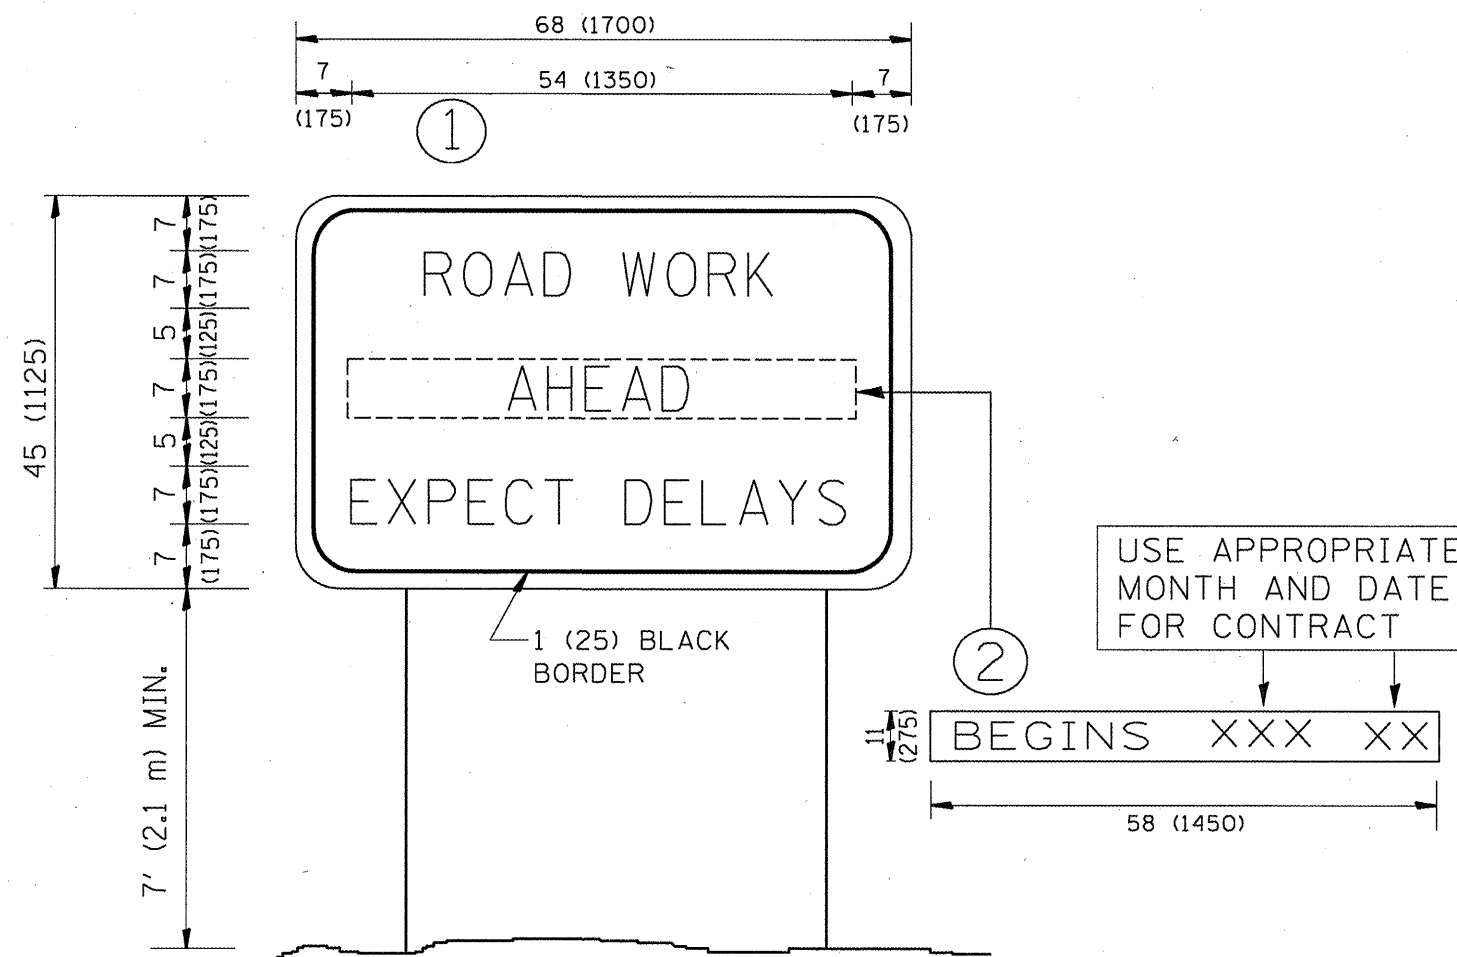 68 (1700)
7 54 (1350) 7
(175) (175)
1
45 (1125)
7 (175)
7 (175)
5 (125)
7 (175)
5 (125)
7 (175)
7 (175)
ROAD WORK
AHEAD
EXPECT DELAYS
1 (25) BLACK
BORDER
7' (2.1 m) MIN.
2
USE APPROPRIATE
MONTH AND DATE
FOR CONTRACT
11
(275)
BEGINS XXX XX
58 (1450)